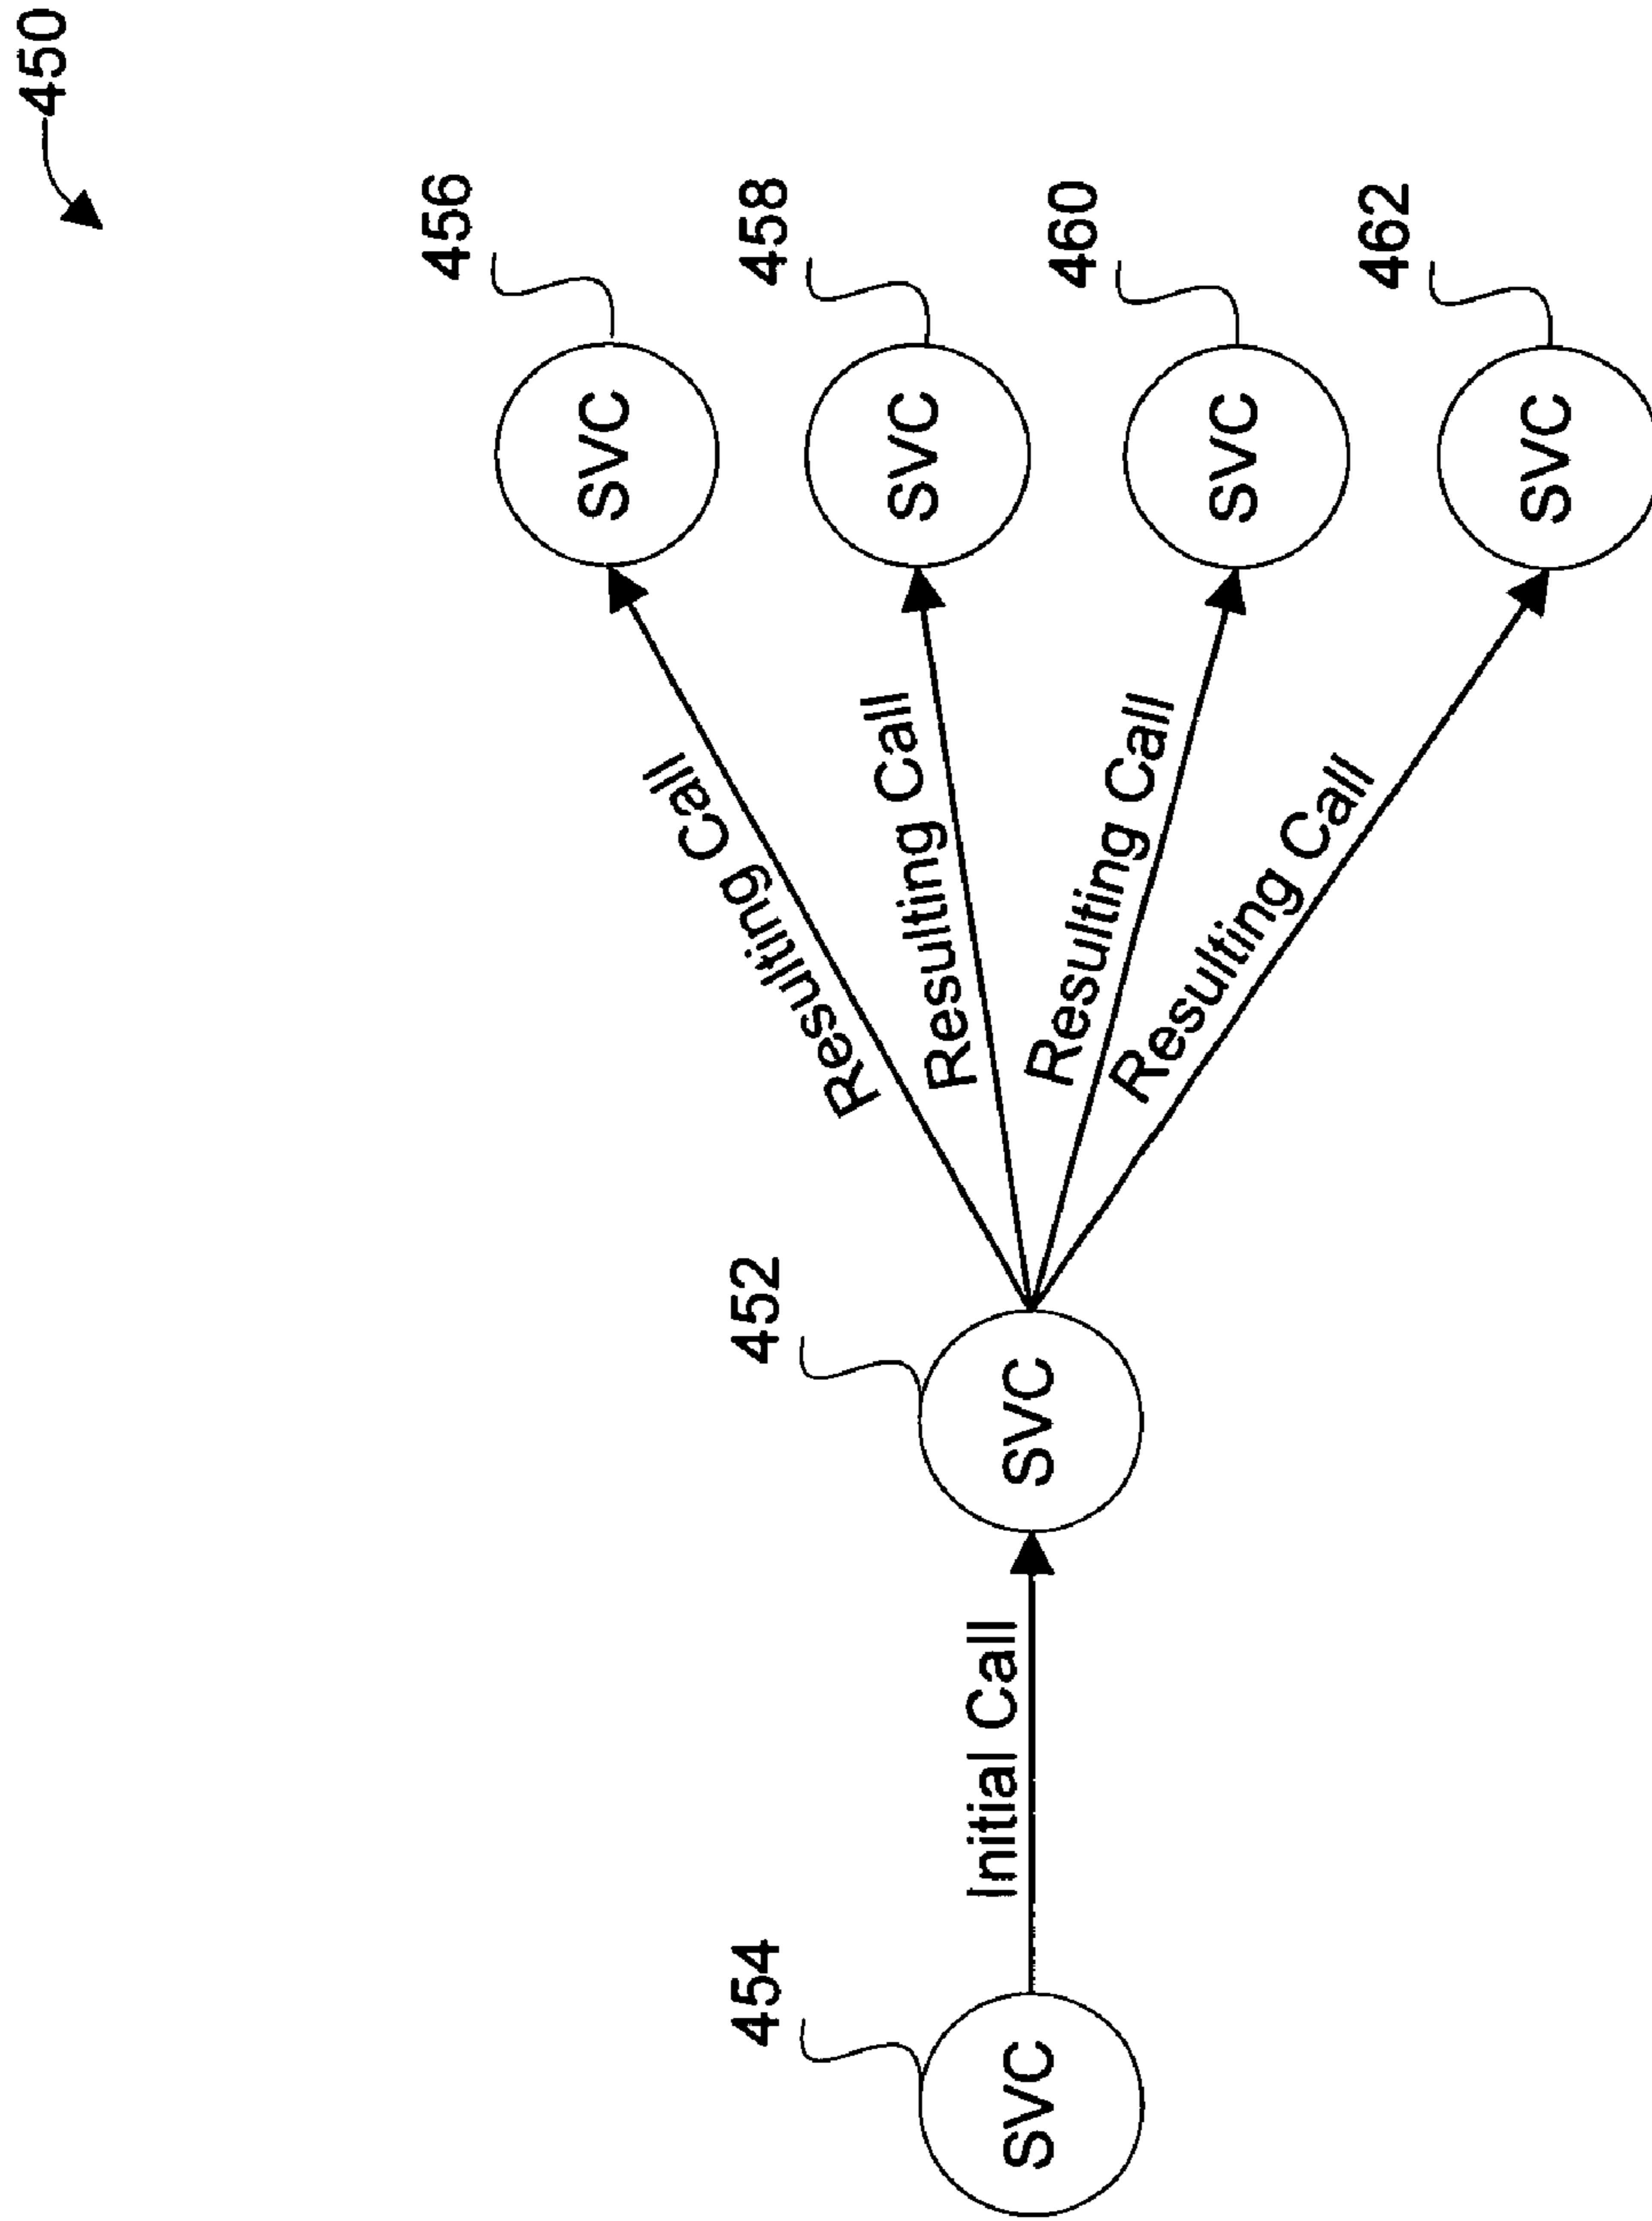 450
456
SVC
Resulting Call
458
SVC
Resulting Call
452
SVC
454
SVC
Initial Call
460
SVC
Resulting Call
462
SVC
Resulting Call